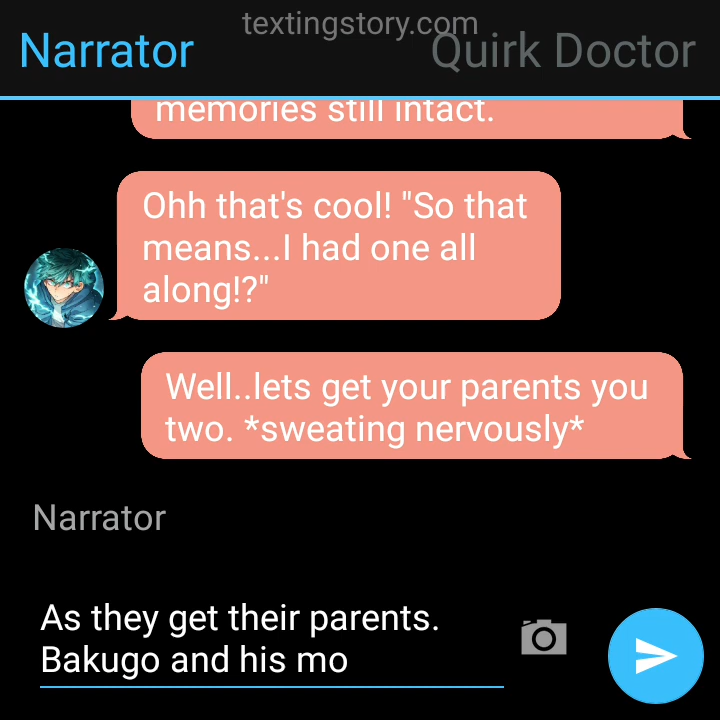 textingstory.com
Narrator
Quirk Doctor
memories still intact.
Ohh that's cool! "So that
means...I had one all
along!?"
Well..lets get your parents you
two. *sweating nervously*
Narrator
As they get their parents.
Bakugo and his mo